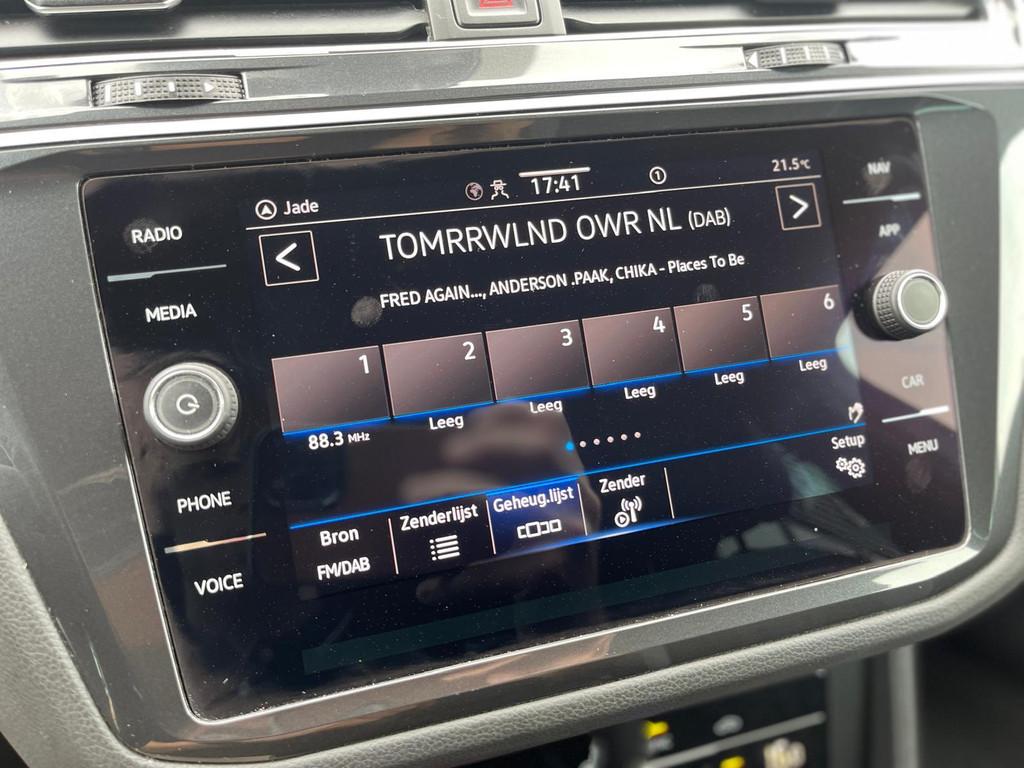 Jade
17:41
1
21.5°C
TOMRRWLND OWR NL (DAB)
FRED AGAIN..., ANDERSON .PAAK, CHIKA - Places To Be
1
2
3
4
5
6
88.3 MHz
Leeg
Leeg
Leeg
Leeg
Leeg
Setup
Bron
FM/DAB
Zenderlijst
Geheug.lijst
Zender
RADIO
MEDIA
PHONE
VOICE
NAV
APP
CAR
MENU